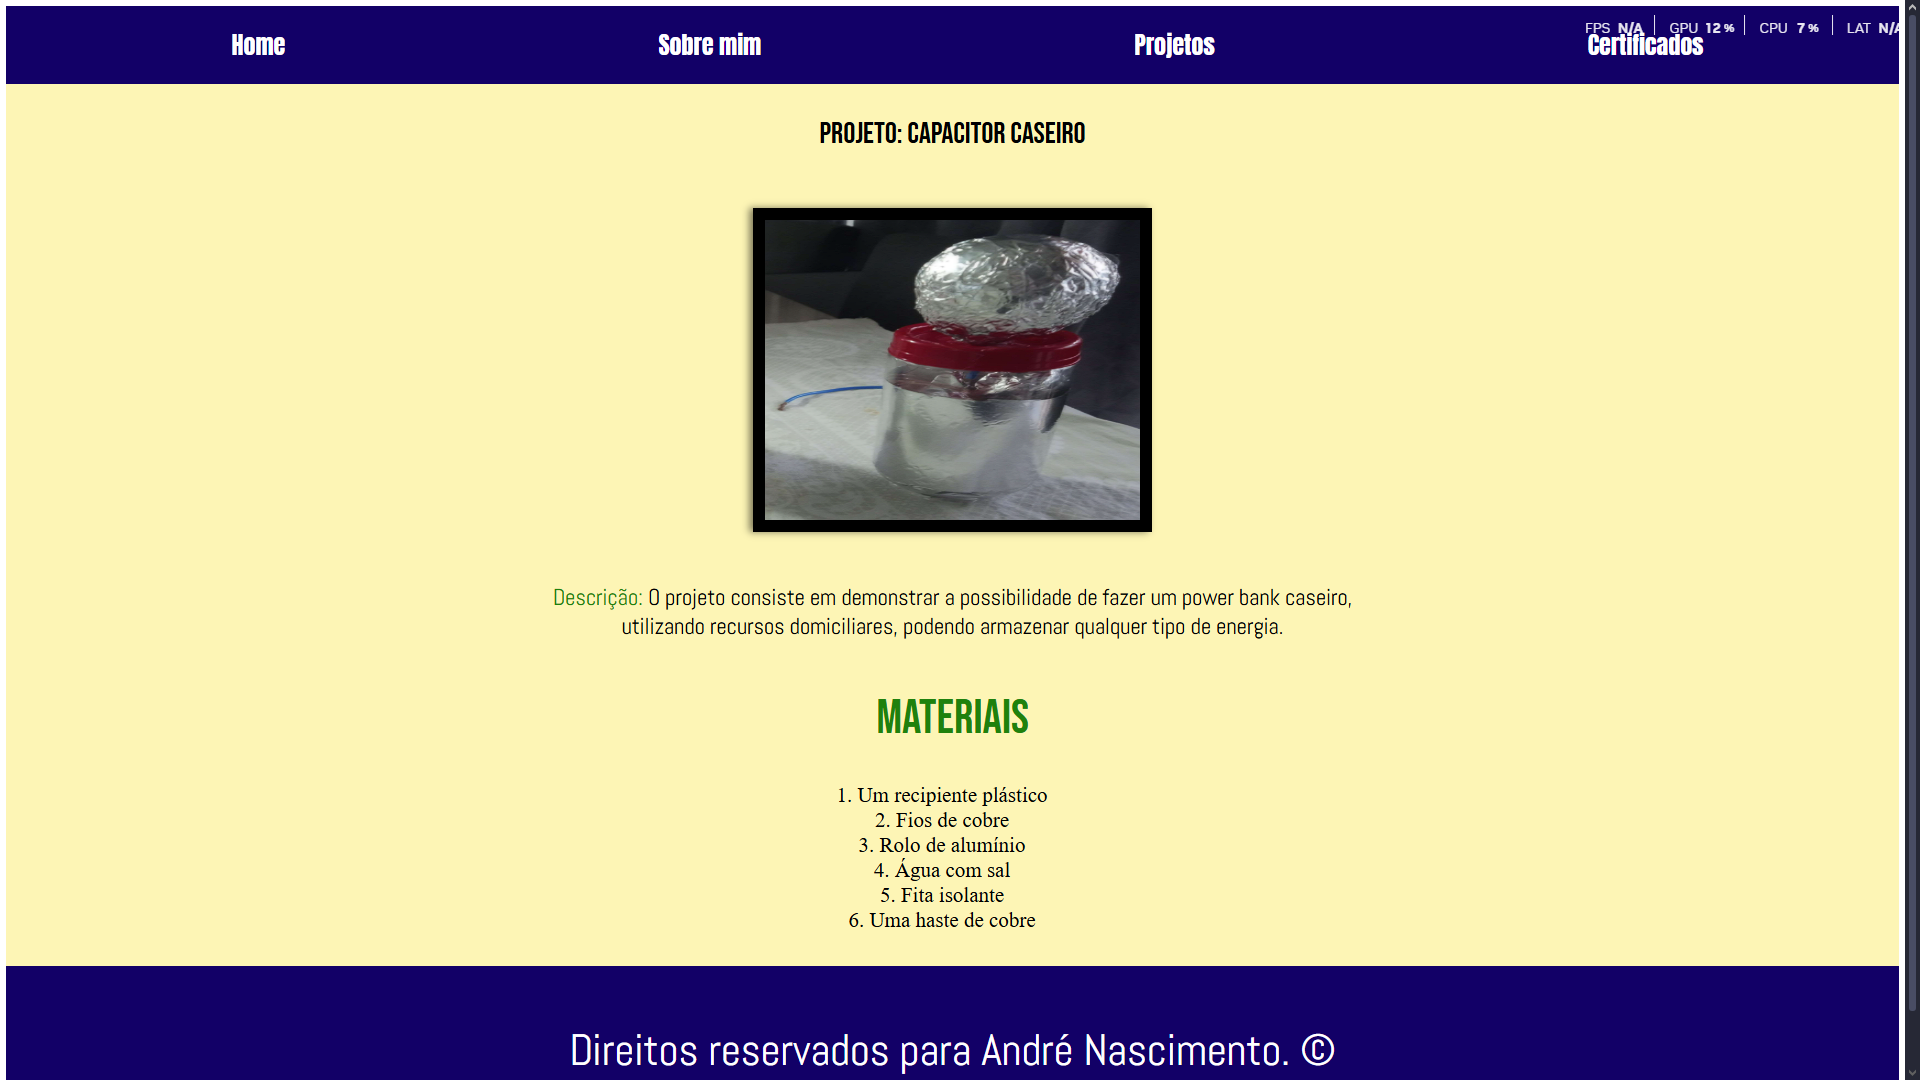 Home Sobre mim Projetos Certificados
FPS N/A GPU 12 % CPU 7 % LAT
PROJETO: CAPACITOR CASEIRO
Descrição: O projeto consiste em demonstrar a possibilidade de fazer um power bank caseiro,
utilizando recursos domiciliares, podendo armazenar qualquer tipo de energia.
MATERIAIS
1. Um recipiente plástico
2. Fios de cobre
3. Rolo de alumínio
4. Água com sal
5. Fita isolante
6. Uma haste de cobre
Direitos reservados para André Nascimento. ©